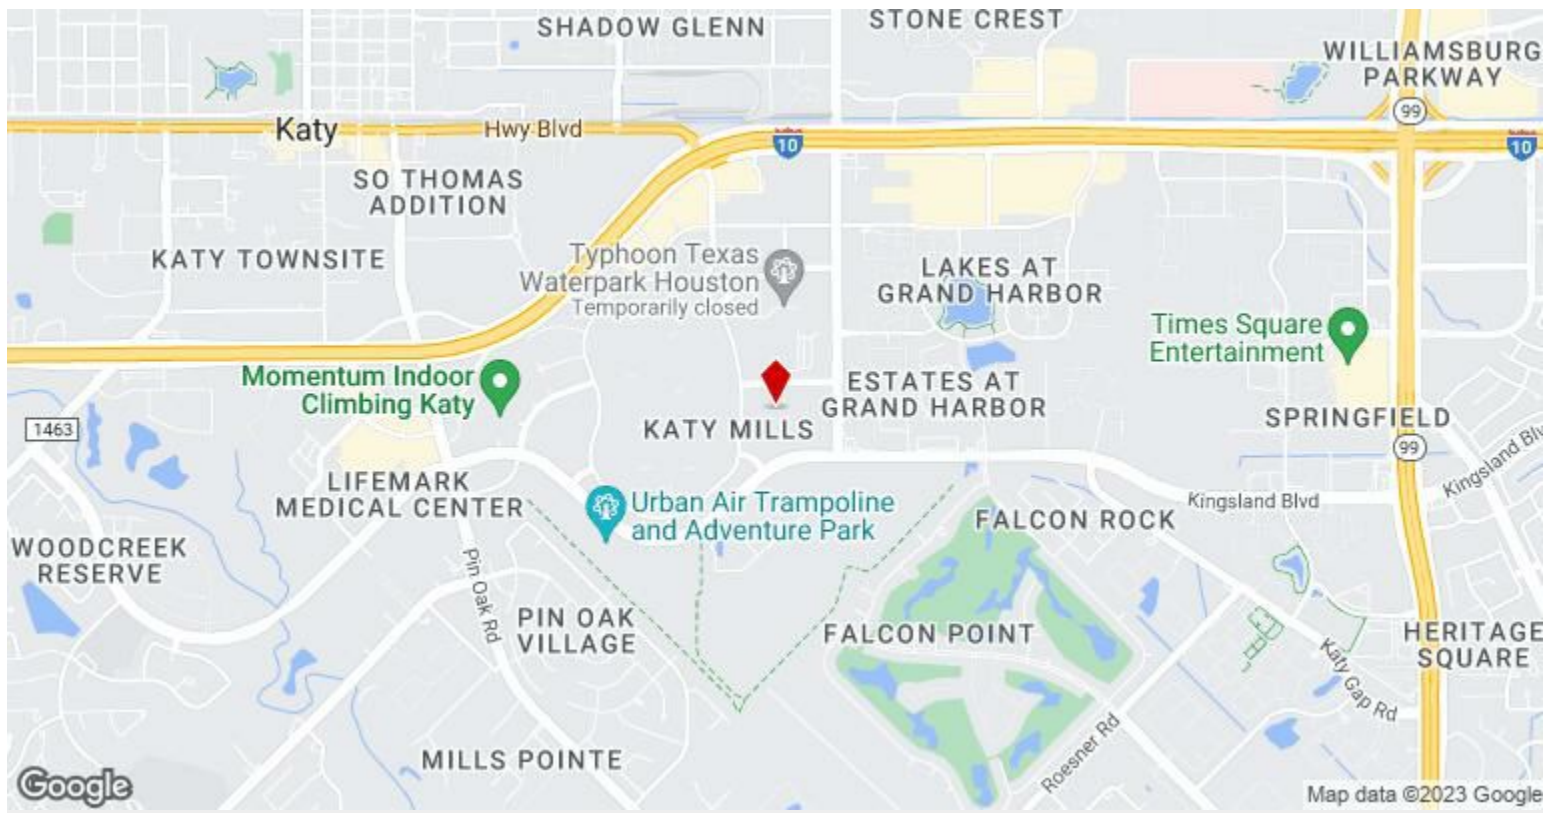 SHADOW GLENN
STONE CREST
WILLIAMSBURG
PARKWAY
99
Katy
Hwy Blvd
10
10
SO THOMAS
ADDITION
KATY TOWNSITE
Typhoon Texas
Waterpark Houston
Temporarily closed
LAKES AT
GRAND HARBOR
Times Square
Entertainment
Momentum Indoor
Climbing Katy
ESTATES AT
GRAND HARBOR
1463
KATY MILLS
SPRINGFIELD
99
Kingsland Blv
LIFEMARK
MEDICAL CENTER
Urban Air Trampoline
and Adventure Park
Kingsland Blvd
FALCON ROCK
WOODCREEK
RESERVE
Pin Oak Rd
PIN OAK
VILLAGE
FALCON POINT
HERITAGE
SQUARE
Katy Gap Rd
Roesner Rd
MILLS POINTE
Google
Map data ©2023 Google